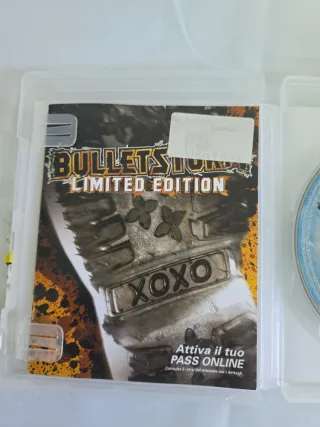 BULLETSTORM
LIMITED EDITION
XOXO
Attiva il tuo
PASS ONLINE